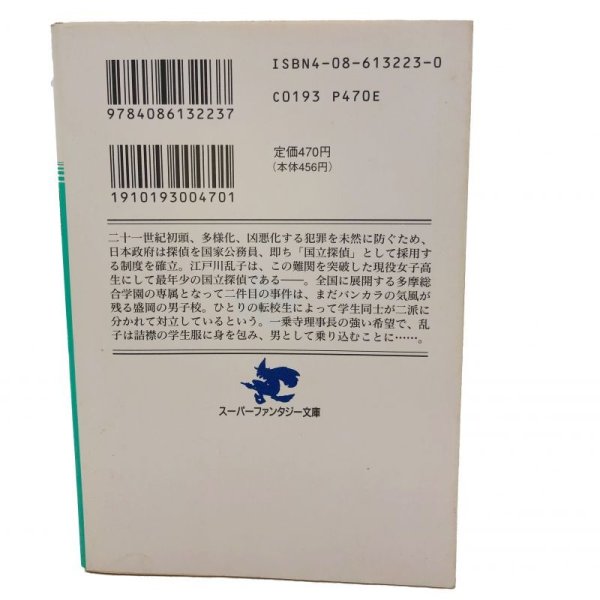 ISBN4-08-613223-0
C0193 P470E
9784086132237
定価470円
(本体456円)
1910193004701
二十一世紀初頭、多様化、凶悪化する犯罪を未然に防ぐため、
日本政府は探偵を国家公務員、即ち「国立探偵」として採用す
る制度を確立。江戸川乱子は、この難関を突破した現役女子高
生にして最年少の国立探偵である――。全国に展開する多摩総
合学園の専属となって二件目の事件は、まだバンカラの気風が
残る盛岡の男子校。ひとりの転校生によって学生同士が二派に
分かれて対立しているという。一乗寺理事長の強い希望で、乱
子は詰襟の学生服に身を包み、男として乗り込むことに……。
スーパーファンタジー文庫